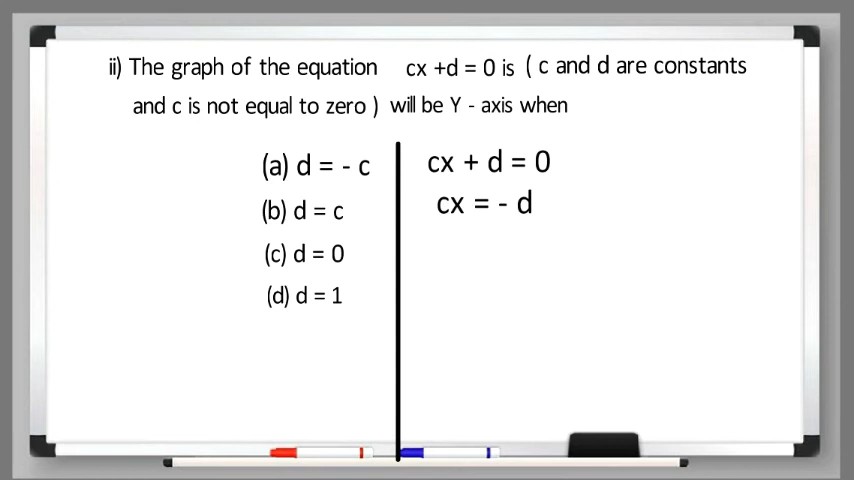 ii) The graph of the equation cx +d = 0 is ( c and d are constants
and c is not equal to zero ) will be Y - axis when
(a) d = - c
(b) d = c
(c) d = 0
(d) d = 1
cx + d = 0
cx = - d